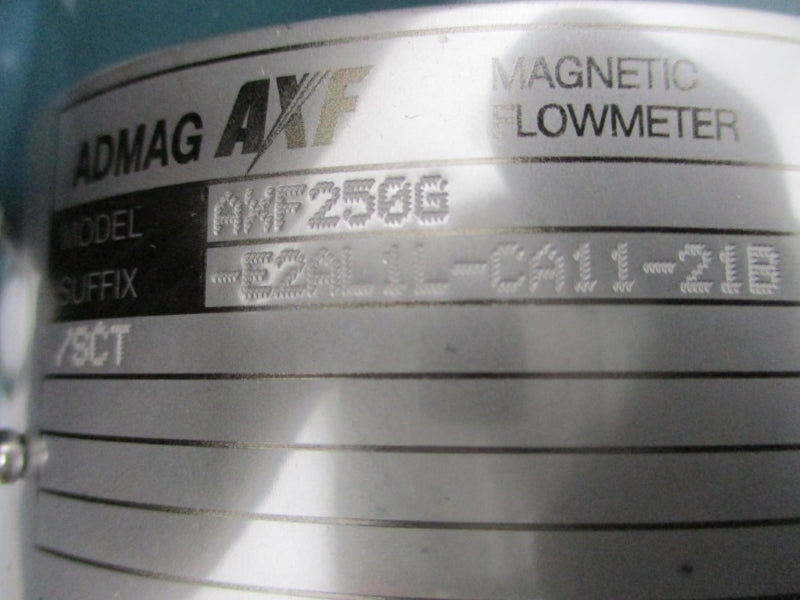 ADMAG AXF MAGNETIC FLOWMETER
MODEL AXF250G
SUFFIX -E2AL1L-CA11-21B
/SCT